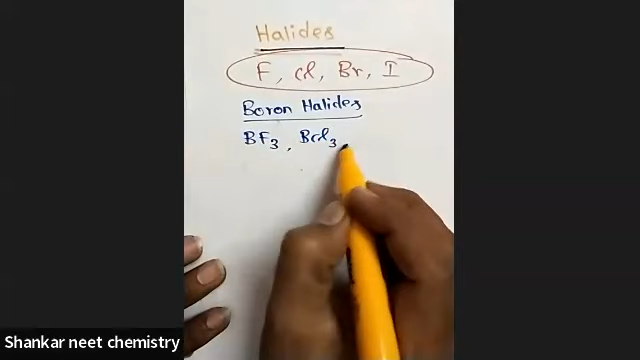 Halides
F, Cl, Br, I
Boron Halides
BF3, BCl3
Shankar neet chemistry